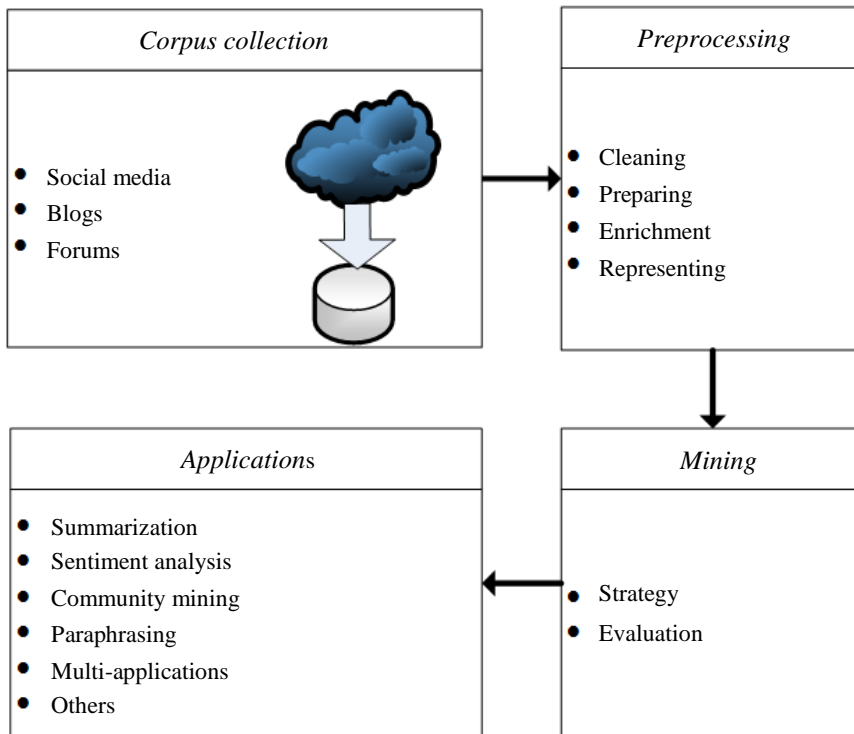 Corpus collection
Social media
Blogs
Forums
Preprocessing
Cleaning
Preparing
Enrichment
Representing
Mining
Strategy
Evaluation
Applications
Summarization
Sentiment analysis
Community mining
Paraphrasing
Multi-applications
Others